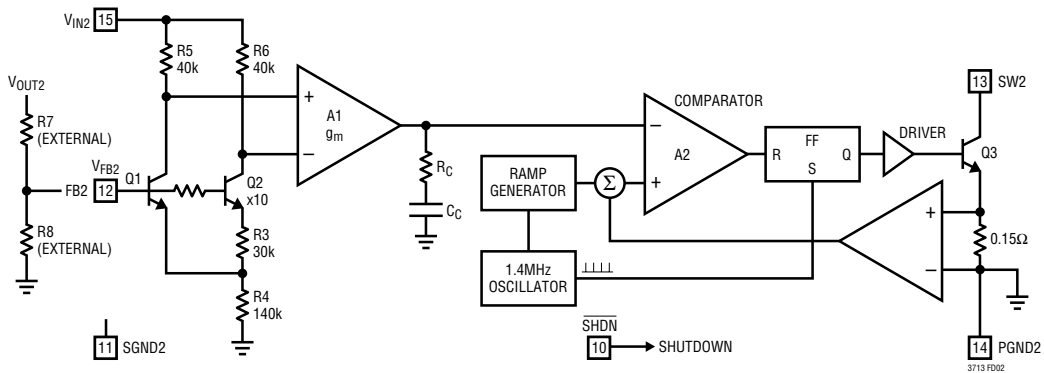 VIN2 15
R5
40k
R6
40k
VOUT2
R7
(EXTERNAL)
VFB2
FB2 12
Q1
Q2
x10
R8
(EXTERNAL)
R3
30k
R4
140k
11 SGND2
+
A1
gm
−
RC
CC
COMPARATOR
−
A2
+
RAMP
GENERATOR
Σ
1.4MHz
OSCILLATOR
FF
R
S
Q
DRIVER
13 SW2
Q3
+
−
0.15Ω
SHDN
10 SHUTDOWN
14 PGND2
3713 FD02